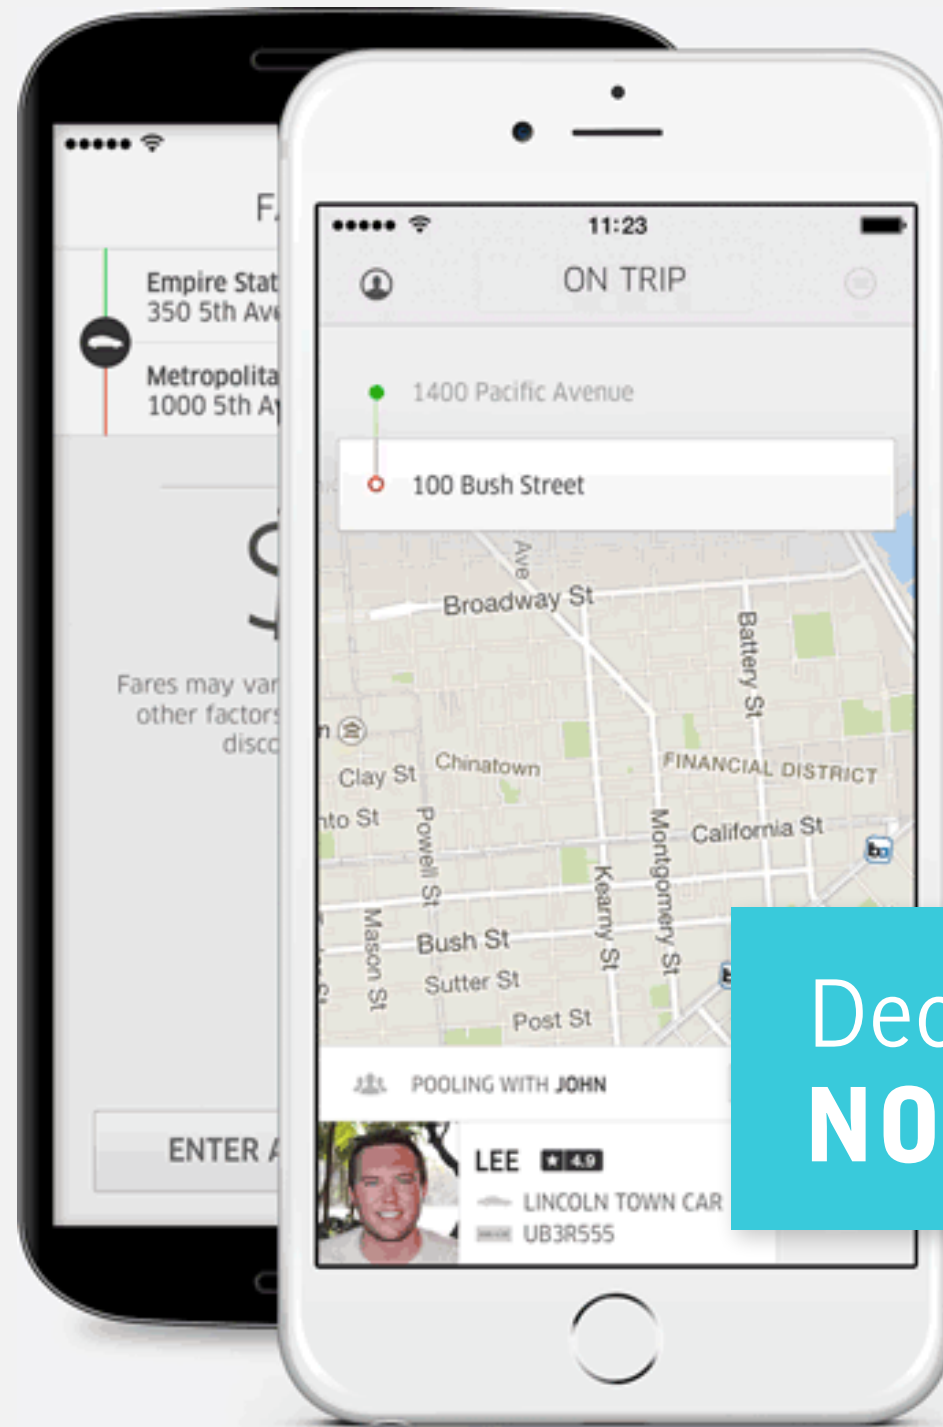 Empire Stat
350 5th Ave
Metropolita
1000 5th A
$
Fares may var
other factors
disco
ENTER A
11:23
ON TRIP
1400 Pacific Avenue
100 Bush Street
Ave
Broadway St
Battery St
Clay St
Chinatown
FINANCIAL DISTRICT
nto St
Powell St
Montgomery St
California St
Kearny St
Mason St
Bush St
Sutter St
Post St
POOLING WITH JOHN
LEE ★ 4.9
LINCOLN TOWN CAR
UB3R555
Dec
NO